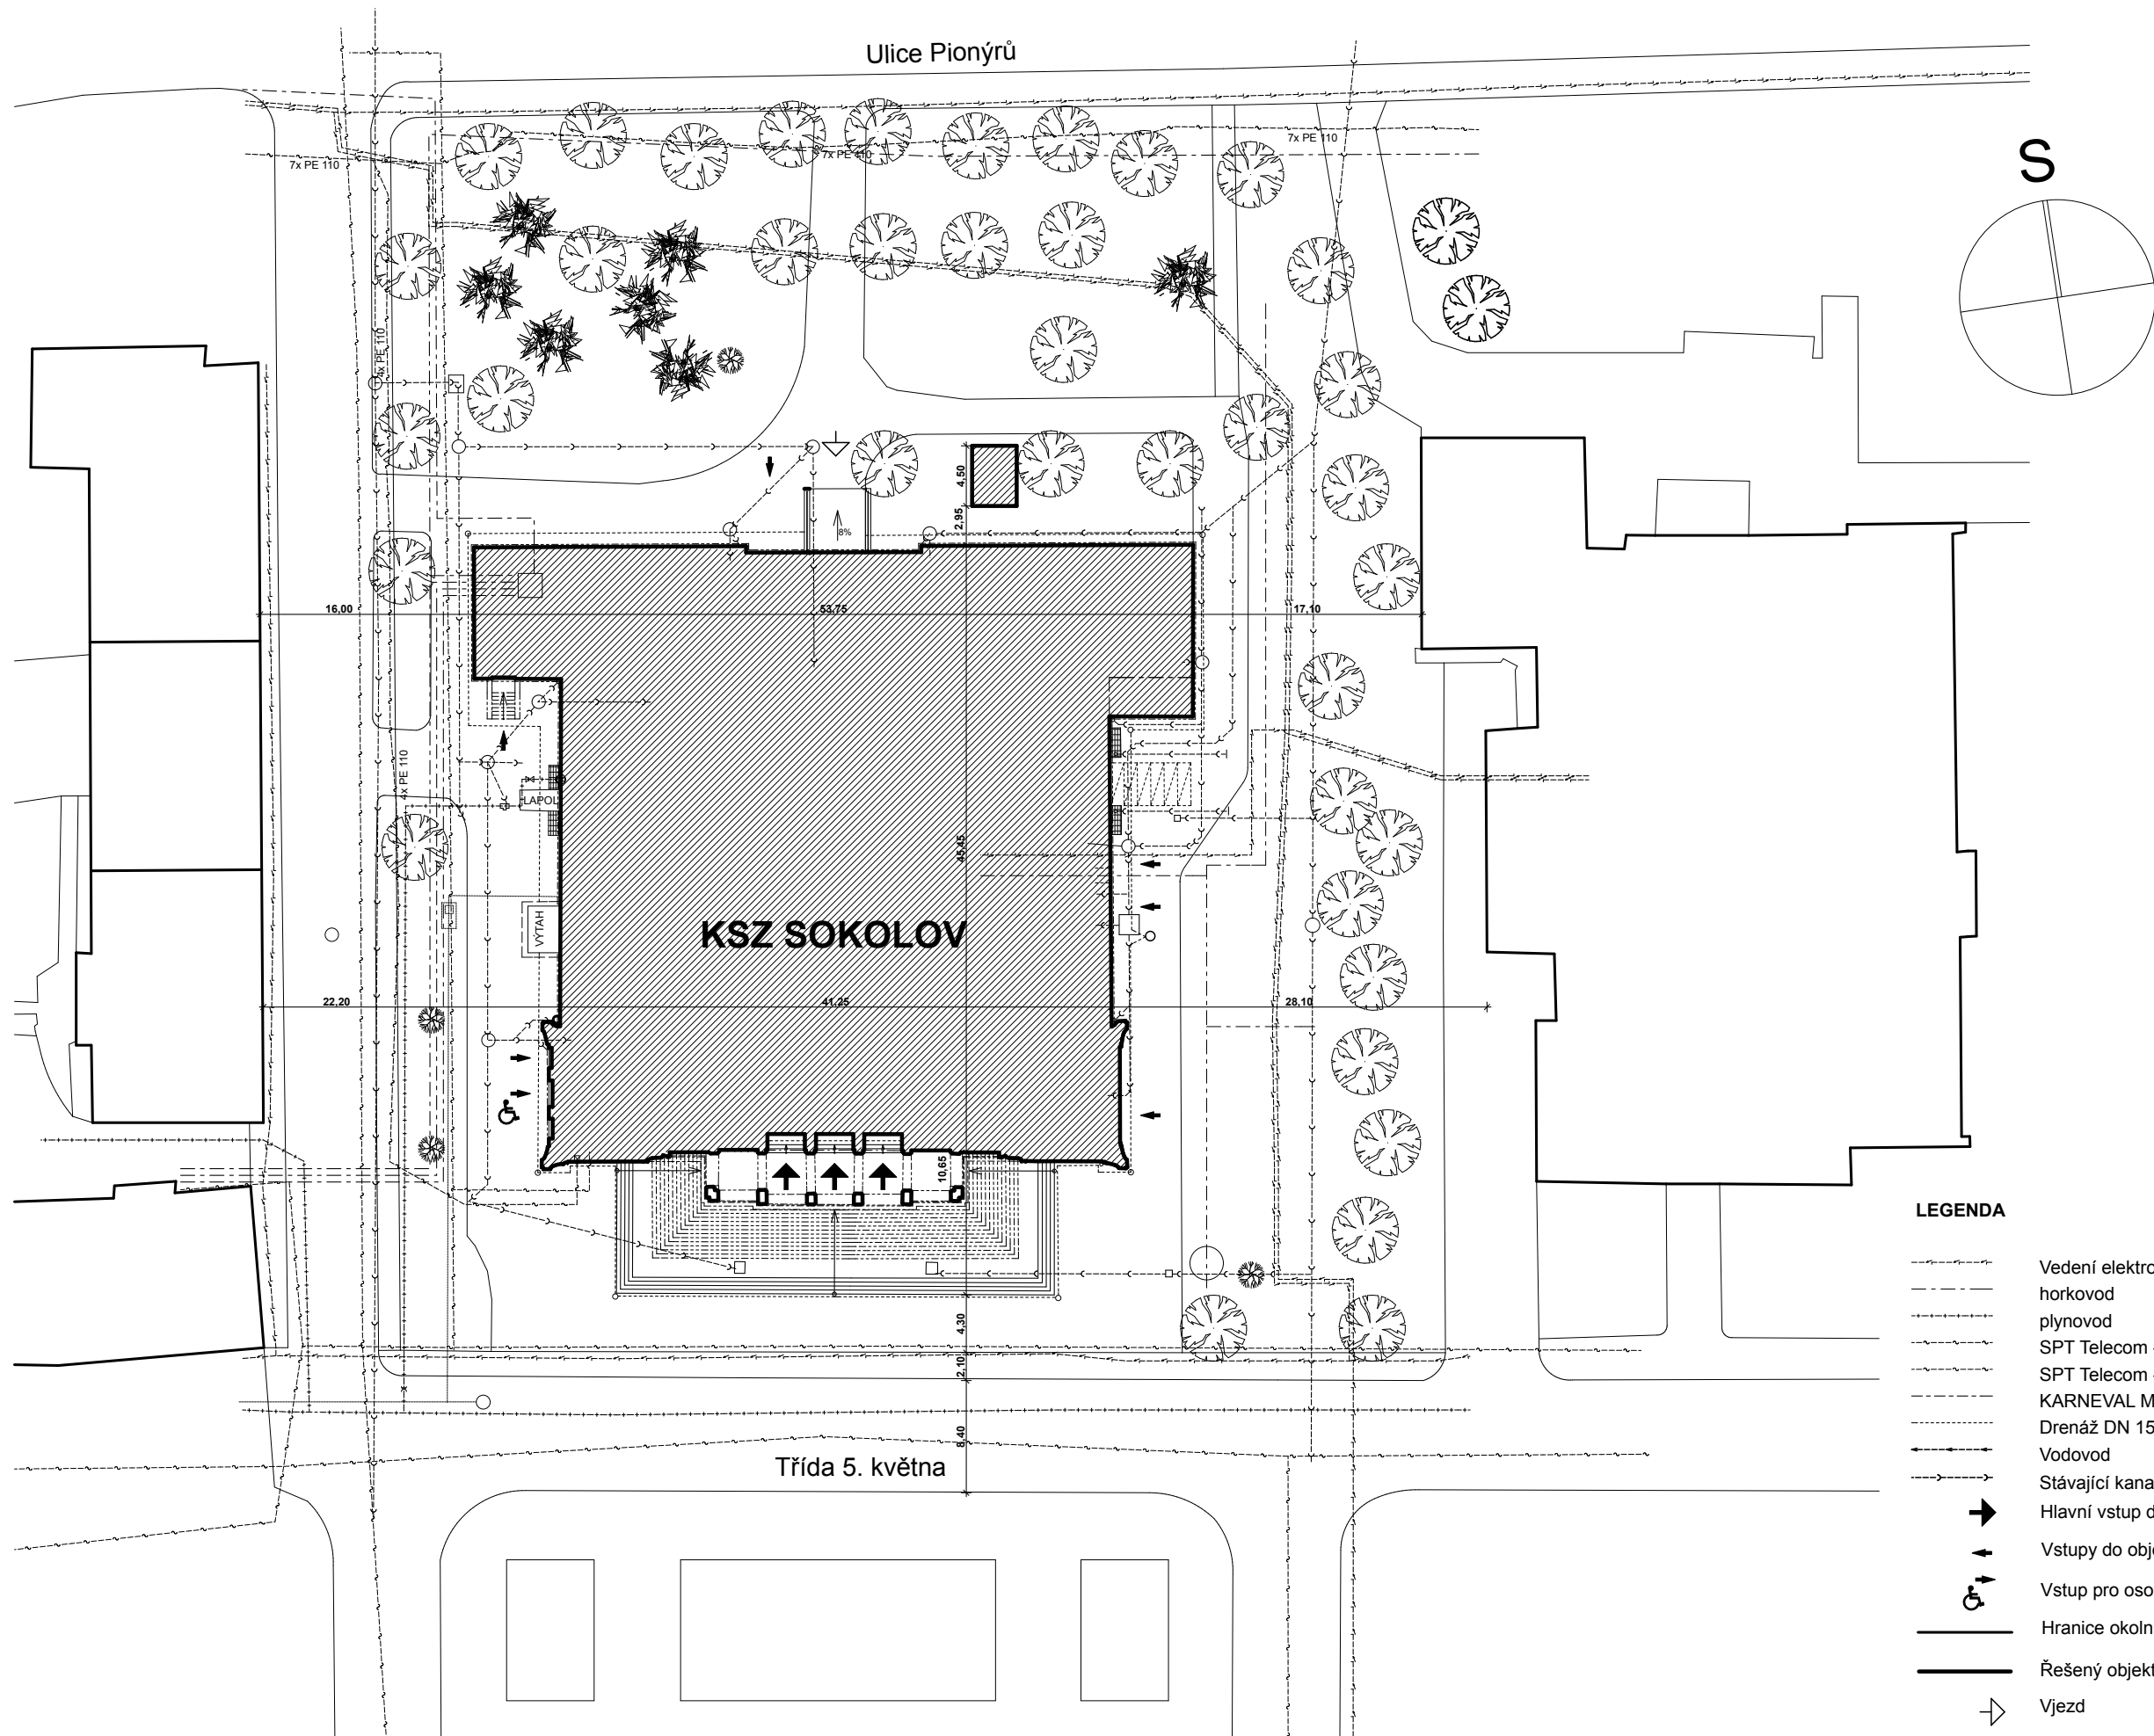 Ulice Pionýrů
7x PE 110
7x PE 110
7x PE 110
S
4x PE 110
4,50
2,95
8%
16,00
53,75
17,10
4x PE 110
LAPOL
45,45
VÝTAH
KSZ SOKOLOV
22,20
41,25
28,10
10,65
4,30
2,10
8,40
Třída 5. května
LEGENDA
Vedení elektro
horkovod
plynovod
SPT Telecom
SPT Telecom
KARNEVAL M
Drenáž DN 15
Vodovod
Stávající kana
Hlavní vstup d
Vstupy do obj
Vstup pro oso
Hranice okoln
Řešený objekt
Vjezd